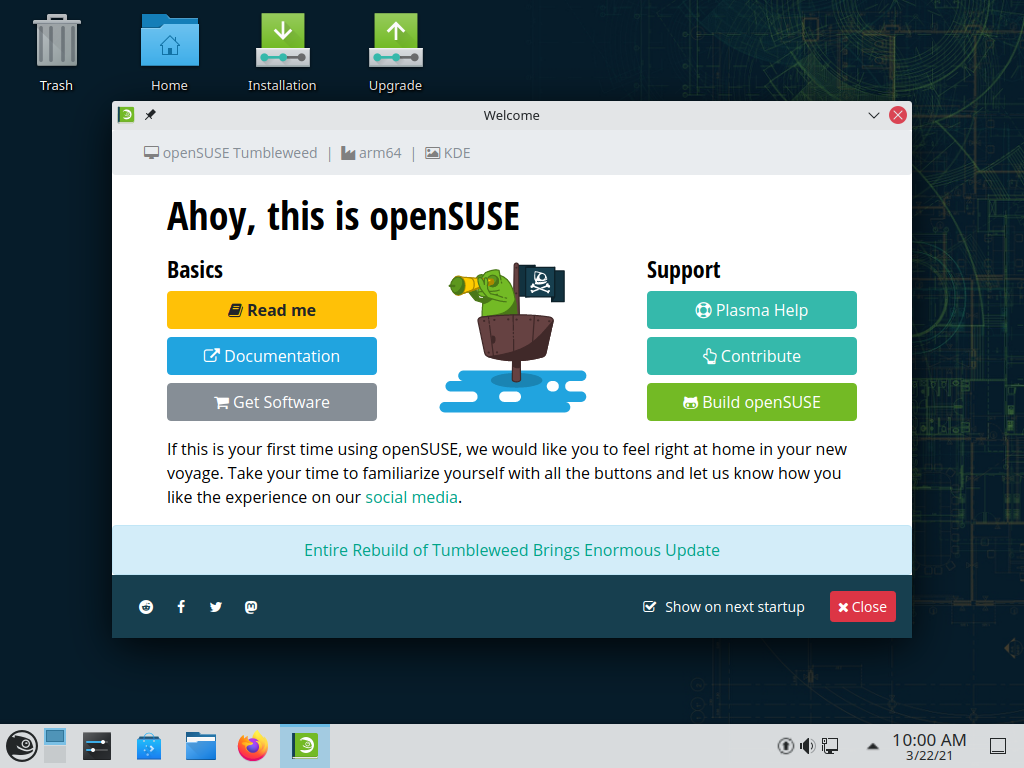 Trash
Home
Installation
Upgrade
Welcome
openSUSE Tumbleweed | arm64 | KDE
Ahoy, this is openSUSE
Basics
Support
Read me
Plasma Help
Documentation
Contribute
Get Software
Build openSUSE
If this is your first time using openSUSE, we would like you to feel right at home in your new
voyage. Take your time to familiarize yourself with all the buttons and let us know how you
like the experience on our social media.
Entire Rebuild of Tumbleweed Brings Enormous Update
Show on next startup
Close
10:00 AM
3/22/21